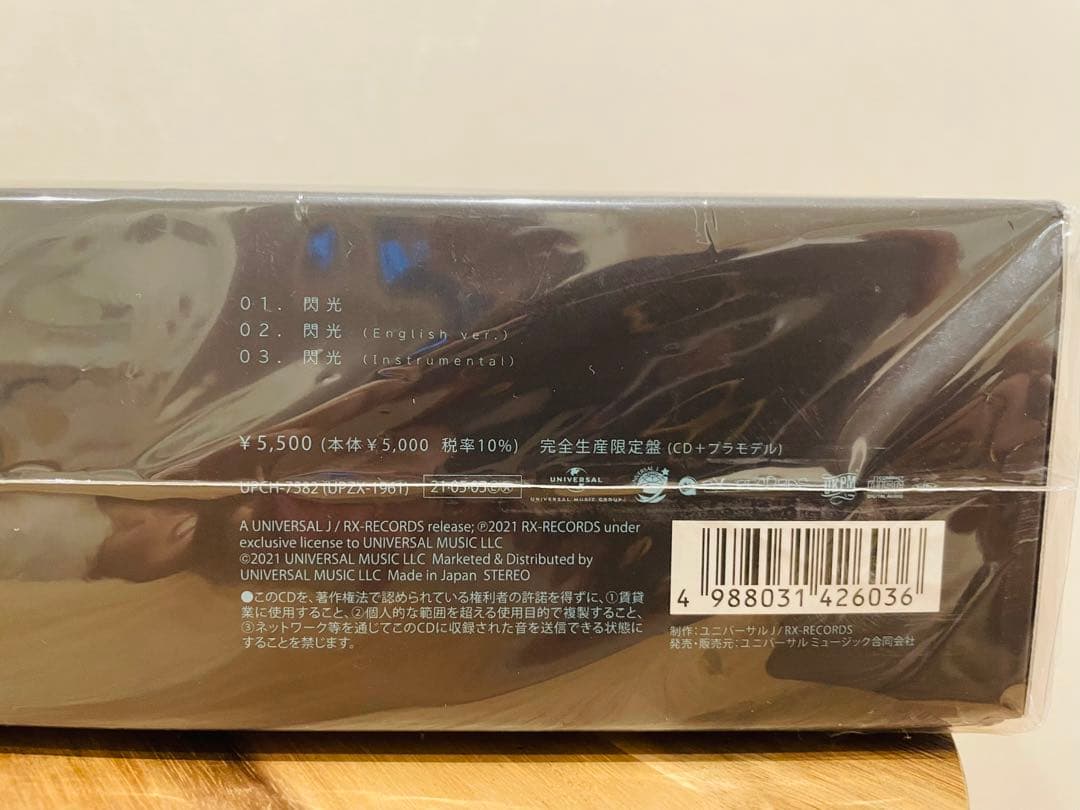 01. 閃光
02. 閃光 (English ver.)
03. 閃光 (Instrumental)
¥5,500 (本体¥5,000 税率10%) 完全生産限定盤 (CD+プラモデル)
UPCH-7582 (UPZX-1961) 21·05·05
UNIVERSAL
UNIVERSAL MUSIC GROUP
A UNIVERSAL J / RX-RECORDS release; ℗2021 RX-RECORDS under
exclusive license to UNIVERSAL MUSIC LLC
©2021 UNIVERSAL MUSIC LLC Marketed & Distributed by
UNIVERSAL MUSIC LLC Made in Japan STEREO
●このCDを、著作権法で認められている権利者の許諾を得ずに、①賃貸
業に使用すること、②個人的な範囲を超える使用目的で複製すること、
③ネットワーク等を通じてこのCDに収録された音を送信できる状態に
することを禁じます。
4 988031 426036
制作:ユニバーサル J / RX-RECORDS
発売・販売元:ユニバーサル ミュージック合同会社